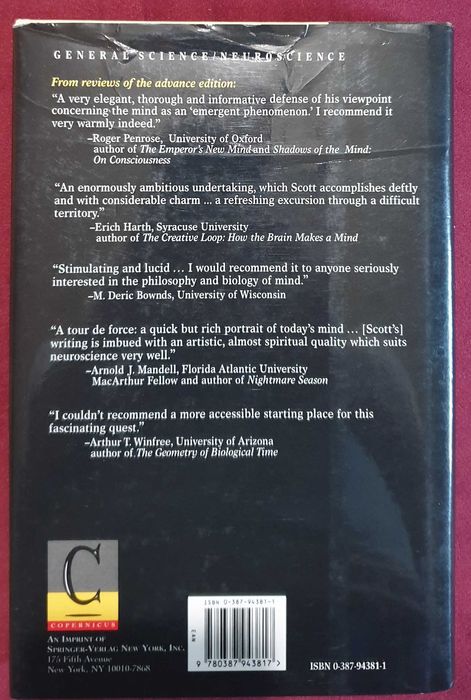 GENERAL SCIENCE/NEUROSCIENCE
From reviews of the advance edition:
“A very elegant, thorough and informative defense of his viewpoint
concerning the mind as an ‘emergent phenomenon.’ I recommend it
very warmly indeed.”
–Roger Penrose, University of Oxford
author of The Emperor's New Mind and Shadows of the Mind:
On Consciousness
“An enormously ambitious undertaking, which Scott accomplishes deftly
and with considerable charm ... a refreshing excursion through a difficult
territory.”
–Erich Harth, Syracuse University
author of The Creative Loop: How the Brain Makes a Mind
“Stimulating and lucid ... I would recommend it to anyone seriously
interested in the philosophy and biology of mind.”
–M. Deric Bownds, University of Wisconsin
“A tour de force: a quick but rich portrait of today's mind ... [Scott's]
writing is imbued with an artistic, almost spiritual quality which suits
neuroscience very well.”
–Arnold J. Mandell, Florida Atlantic University
MacArthur Fellow and author of Nightmare Season
“I couldn't recommend a more accessible starting place for this
fascinating quest.”
–Arthur T. Winfree, University of Arizona
author of The Geometry of Biological Time
C
COPERNICUS
AN IMPRINT OF
SPRINGER-VERLAG NEW YORK, INC.
175 Fifth Avenue
New York, NY 10010-7868
ISBN 0-387-94381-1
EAN
9 780387 943817
ISBN 0-387-94381-1